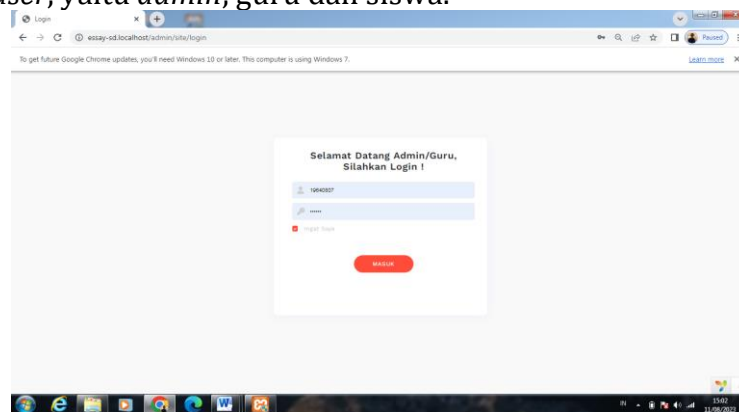 user, yaitu admin, guru dan siswa.
Login
essay-sd.localhost/admin/site/login
Paused
To get future Google Chrome updates, you'll need Windows 10 or later. This computer is using Windows 7.
Learn more
Selamat Datang Admin/Guru,
Silahkan Login !
Ingat Saya
MASUK
IN
15:02
11/08/2023